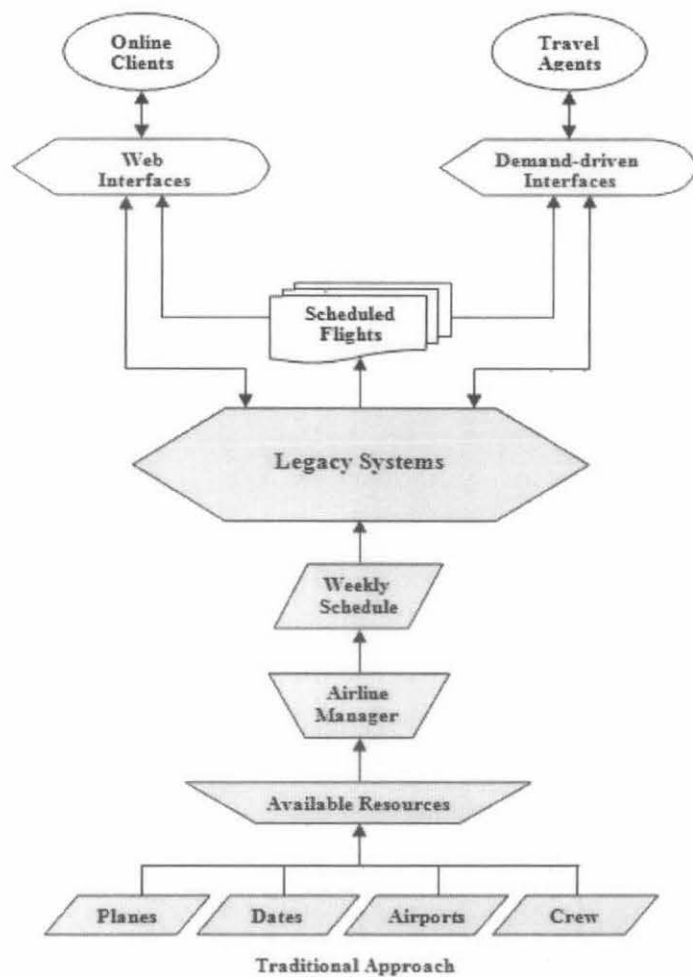 Online
Clients
Travel
Agents
Web
Interfaces
Demand-driven
Interfaces
Scheduled
Flights
Legacy Systems
Weekly
Schedule
Airline
Manager
Available Resources
Planes
Dates
Airports
Crew
Traditional Approach